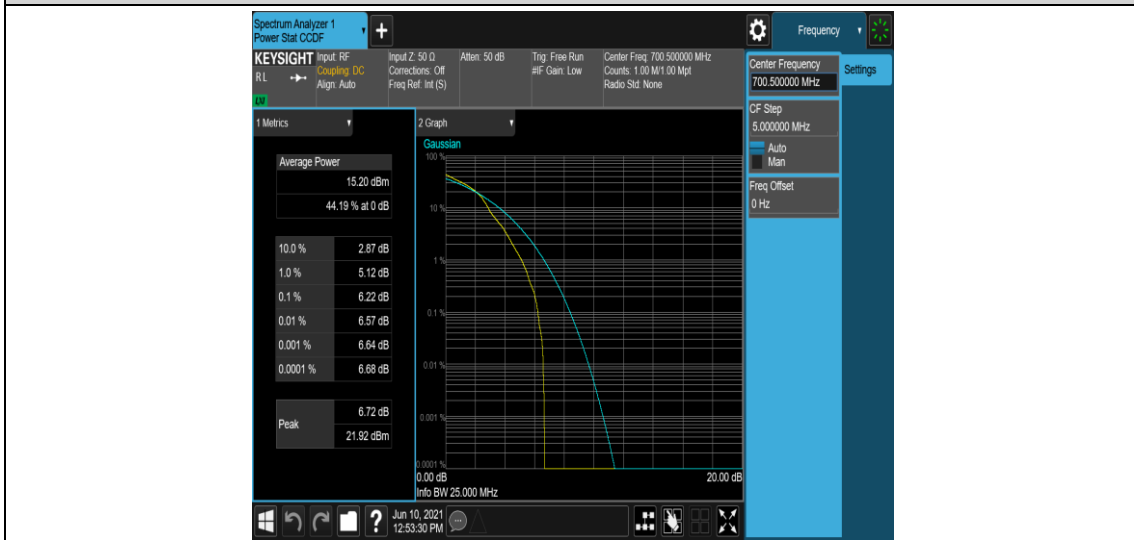 Spectrum Analyzer 1
Power Stat CCDF
+
Frequency
KEYSIGHT
RL
LXI
Input: RF
Coupling: DC
Align: Auto
Input Z: 50 Ω
Corrections: Off
Freq Ref: Int (S)
Atten: 50 dB
Trig: Free Run
#IF Gain: Low
Center Freq: 700.500000 MHz
Counts: 1.00 M/1.00 Mpt
Radio Std: None
Center Frequency
700.500000 MHz
Settings
CF Step
5.000000 MHz
Auto
Man
Freq Offset
0 Hz
1 Metrics
Average Power
15.20 dBm
44.19 % at 0 dB
10.0 % 2.87 dB
1.0 % 5.12 dB
0.1 % 6.22 dB
0.01 % 6.57 dB
0.001 % 6.64 dB
0.0001 % 6.68 dB
Peak
6.72 dB
21.92 dBm
2 Graph
Gaussian
100 %
10 %
1 %
0.1 %
0.01 %
0.001 %
0.0001 %
0.00 dB 20.00 dB
Info BW 25.000 MHz
?
Jun 10, 2021
12:53:30 PM